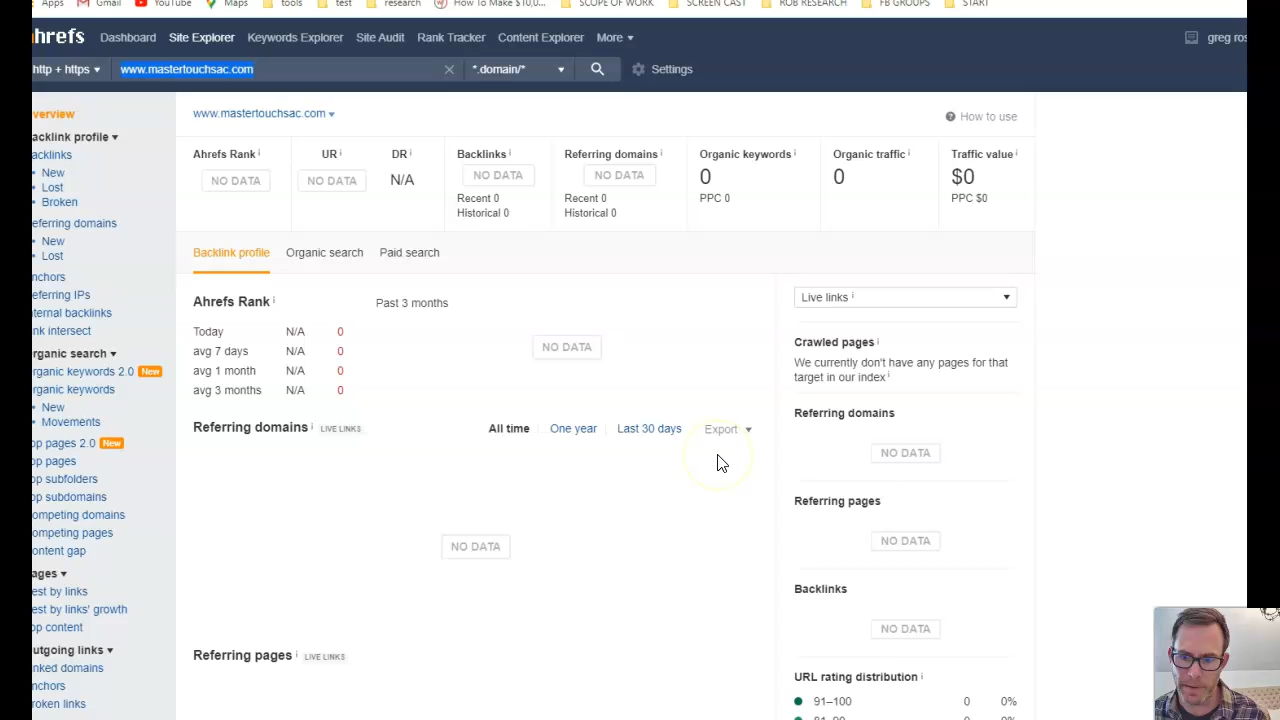 Apps Gmail YouTube Maps tools test research How To Make $10,0... SCOPE OF WORK SCREEN CAST ROB RESEARCH FB GROUPS START
hrefs Dashboard Site Explorer Keywords Explorer Site Audit Rank Tracker Content Explorer More greg ros
http + https www.mastertouchsac.com *.domain/* Settings
verview
acklink profile
acklinks
New
Lost
Broken
eferring domains
New
Lost
nchors
eferring IPs
nternal backlinks
nk intersect
rganic search
rganic keywords 2.0 New
rganic keywords
New
Movements
op pages 2.0 New
op pages
op subfolders
op subdomains
ompeting domains
ompeting pages
ontent gap
ages
est by links
est by links' growth
op content
utgoing links
nked domains
nchors
roken links
www.mastertouchsac.com
? How to use
Ahrefs Rank i UR i DR i Backlinks i Referring domains i Organic keywords i Organic traffic i Traffic value i
NO DATA NO DATA N/A NO DATA NO DATA 0 0 $0
Recent 0 Recent 0 PPC 0 PPC $0
Historical 0 Historical 0
Backlink profile Organic search Paid search
Ahrefs Rank i Past 3 months
Today N/A 0
avg 7 days N/A 0
avg 1 month N/A 0
avg 3 months N/A 0
NO DATA
Referring domains i LIVE LINKS All time One year Last 30 days Export
NO DATA
Referring pages i LIVE LINKS
Live links i
Crawled pages i
We currently don't have any pages for that
target in our index i
Referring domains
NO DATA
Referring pages
NO DATA
Backlinks
NO DATA
URL rating distribution i
91–100 0 0%
81–90 0 0%